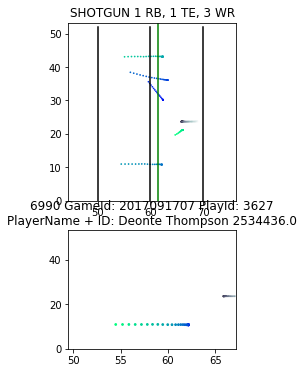 SHOTGUN 1 RB, 1 TE, 3 WR
50
40
30
20
10
0
50 60 70
6990 GameId: 2017091707 PlayId: 3627
PlayerName + ID: Deonte Thompson 2534436.0
40
20
0
50 55 60 65